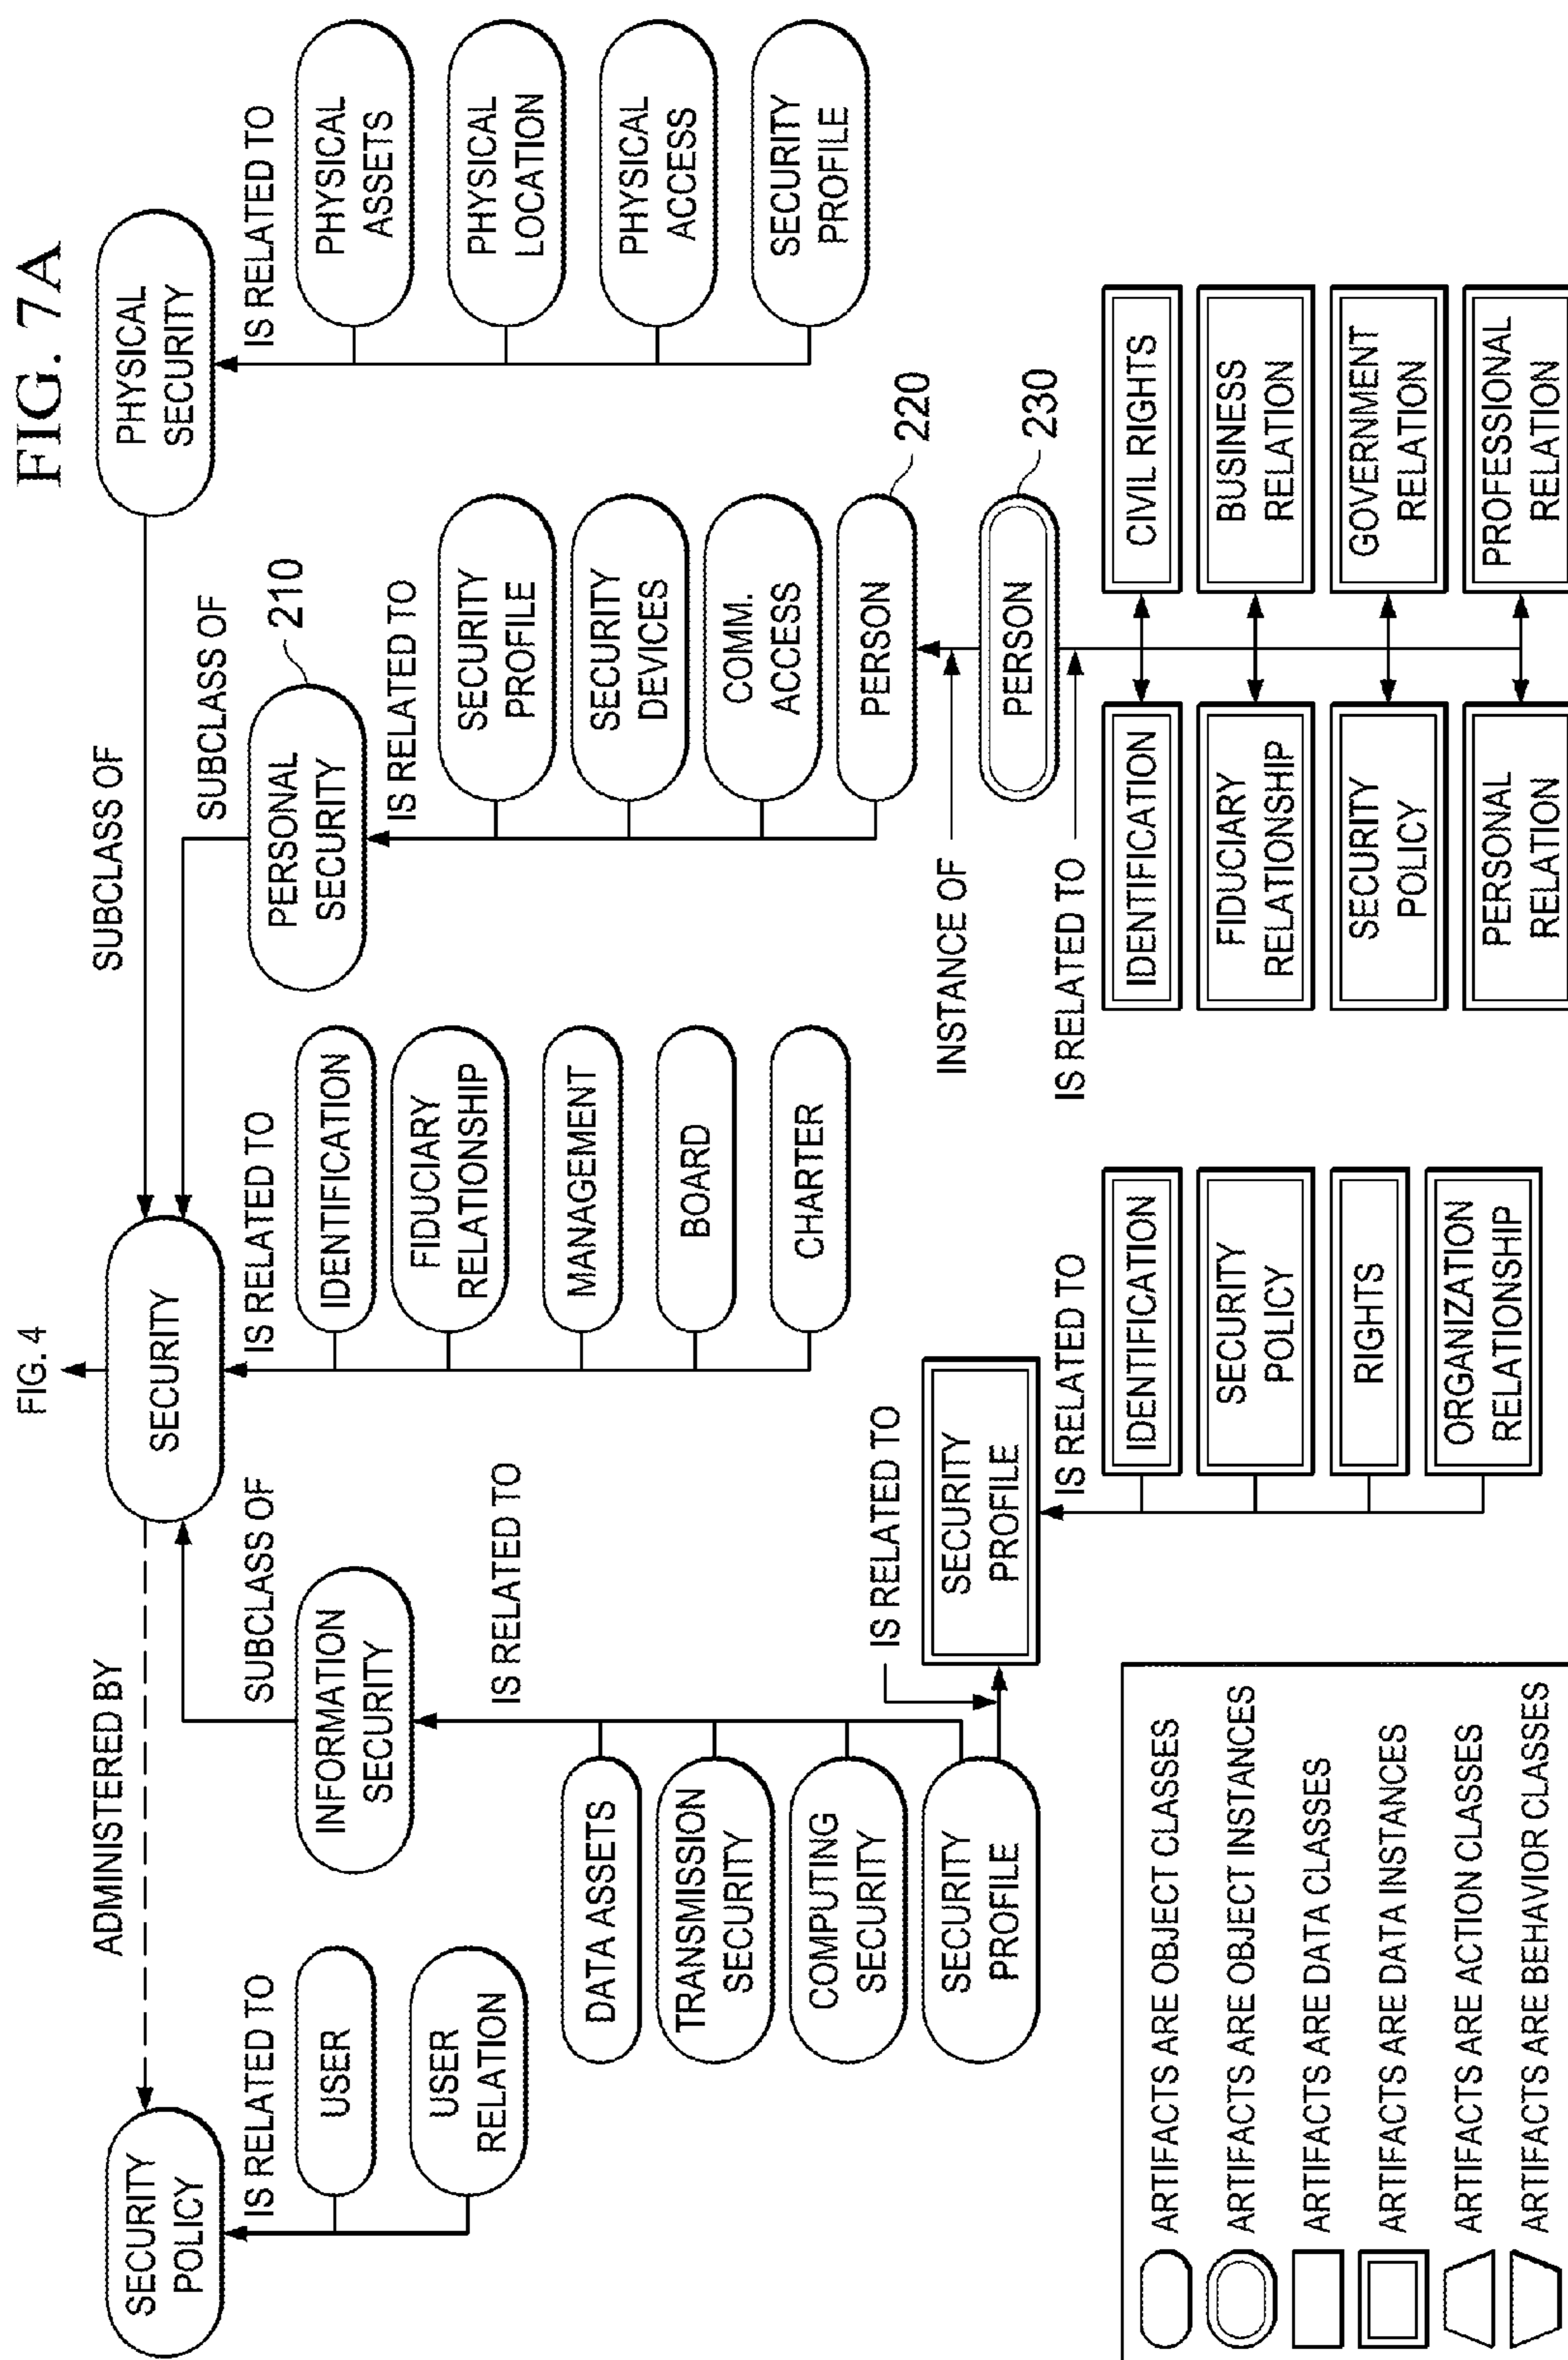 FIG. 7A
FIG. 4
SECURITY
POLICY
ADMINISTERED BY
SECURITY
SUBCLASS OF
PHYSICAL
SECURITY
IS RELATED TO
USER
USER
RELATION
SUBCLASS OF
INFORMATION
SECURITY
IS RELATED TO
DATA ASSETS
TRANSMISSION
SECURITY
COMPUTING
SECURITY
SECURITY
PROFILE
IS RELATED TO
SECURITY
PROFILE
IS RELATED TO
IDENTIFICATION
SECURITY
POLICY
RIGHTS
ORGANIZATION
RELATIONSHIP
IS RELATED TO
IDENTIFICATION
FIDUCIARY
RELATIONSHIP
MANAGEMENT
BOARD
CHARTER
SUBCLASS OF
PERSONAL
SECURITY
210
IS RELATED TO
SECURITY
PROFILE
SECURITY
DEVICES
COMM.
ACCESS
PERSON
220
INSTANCE OF
PERSON
230
IS RELATED TO
IDENTIFICATION
CIVIL RIGHTS
FIDUCIARY
RELATIONSHIP
BUSINESS
RELATION
SECURITY
POLICY
GOVERNMENT
RELATION
PERSONAL
RELATION
PROFESSIONAL
RELATION
IS RELATED TO
PHYSICAL
ASSETS
PHYSICAL
LOCATION
PHYSICAL
ACCESS
SECURITY
PROFILE
ARTIFACTS ARE OBJECT CLASSES
ARTIFACTS ARE OBJECT INSTANCES
ARTIFACTS ARE DATA CLASSES
ARTIFACTS ARE DATA INSTANCES
ARTIFACTS ARE ACTION CLASSES
ARTIFACTS ARE BEHAVIOR CLASSES